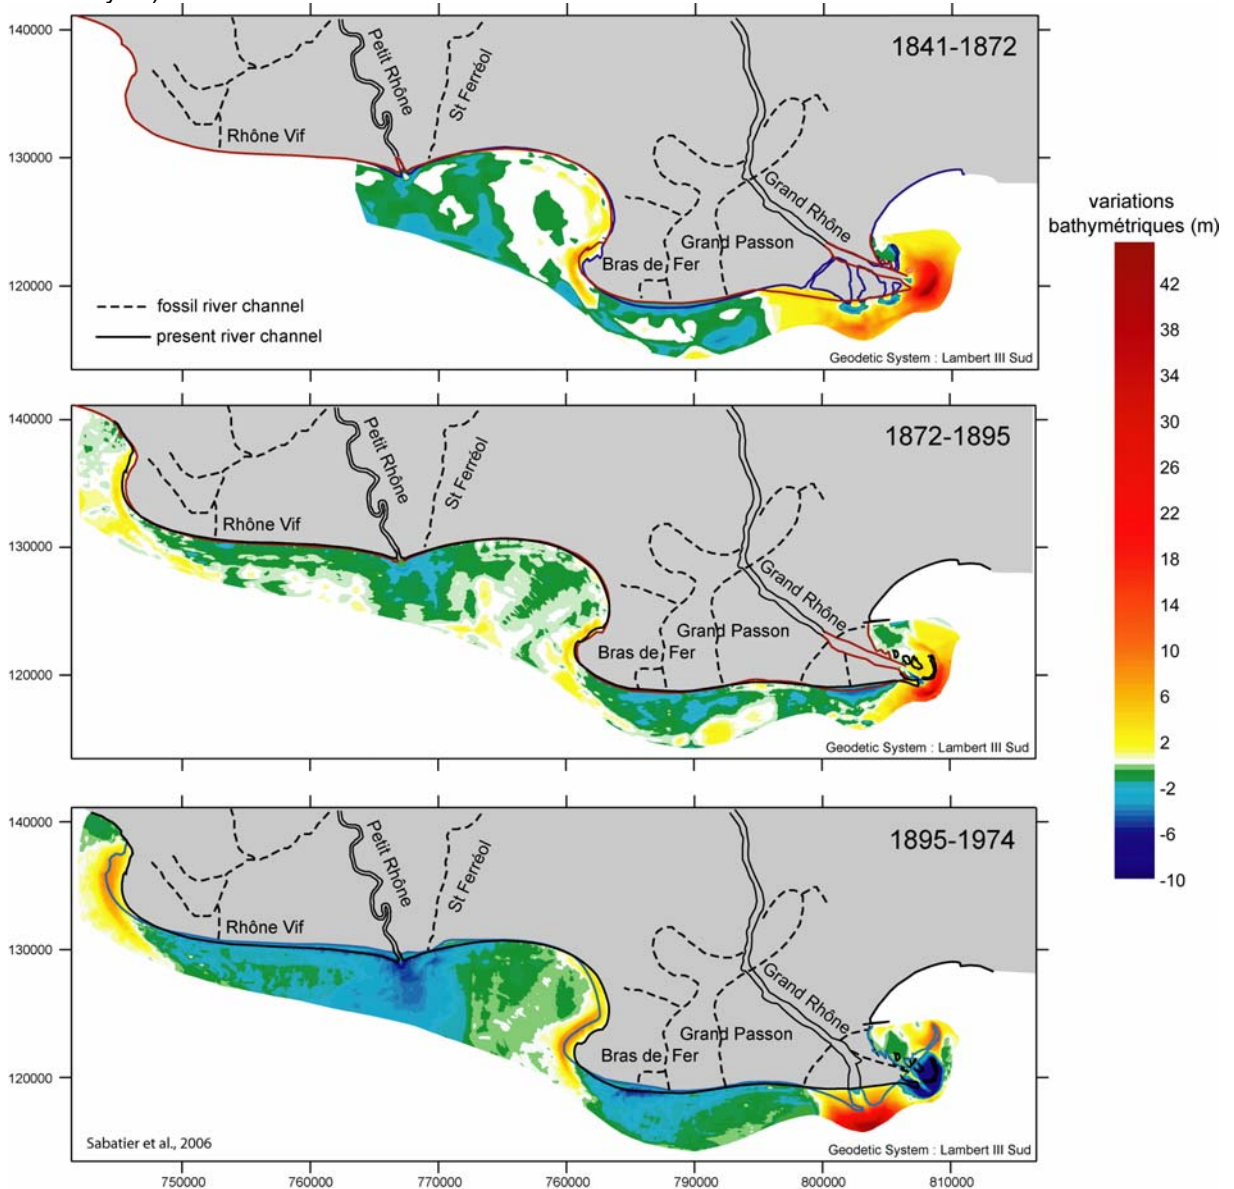 140000
130000
120000
1841-1872
Petit Rhône
St Ferréol
Rhône Vif
Grand Rhône
Grand Passon
Bras de Fer
fossil river channel
present river channel
Geodetic System : Lambert III Sud
variations
bathymétriques (m)
42
38
34
30
26
22
18
14
10
6
2
-2
-6
-10
140000
130000
120000
1872-1895
Petit Rhône
St Ferréol
Rhône Vif
Grand Rhône
Grand Passon
Bras de Fer
Geodetic System : Lambert III Sud
140000
130000
120000
1895-1974
Petit Rhône
St Ferréol
Rhône Vif
Grand Rhône
Grand Passon
Bras de Fer
Sabatier et al., 2006
Geodetic System : Lambert III Sud
750000 760000 770000 780000 790000 800000 810000